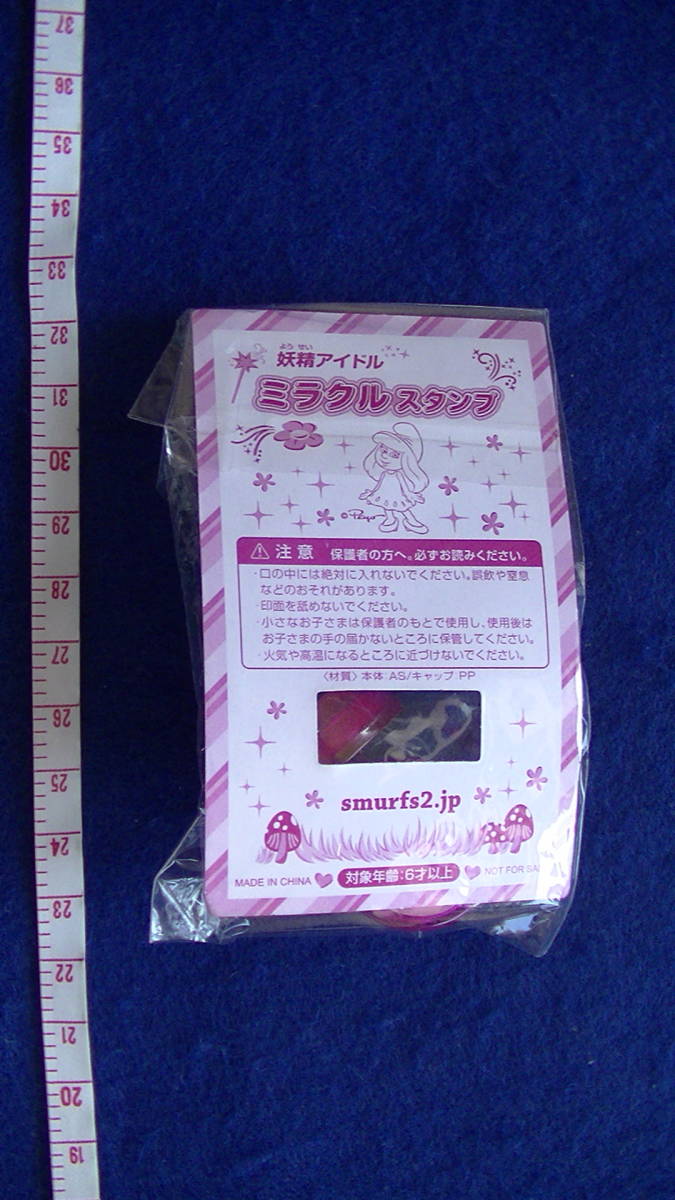 37
36
35
34
33
32
31
30
29
28
27
26
25
24
23
22
21
20
19
よう せい
妖精アイドル
ミラクルスタンプ
©Peyo
注意 保護者の方へ。必ずお読みください。
・口の中には絶対に入れないでください。誤飲や窒息
などのおそれがあります。
・印面を舐めないでください。
・小さなお子さまは保護者のもとで使用し、使用後は
お子さまの手の届かないところに保管してください。
・火気や高温になるところに近づけないでください。
〈材質〉本体:AS/キャップ:PP
smurfs2.jp
MADE IN CHINA 対象年齢:6才以上 NOT FOR